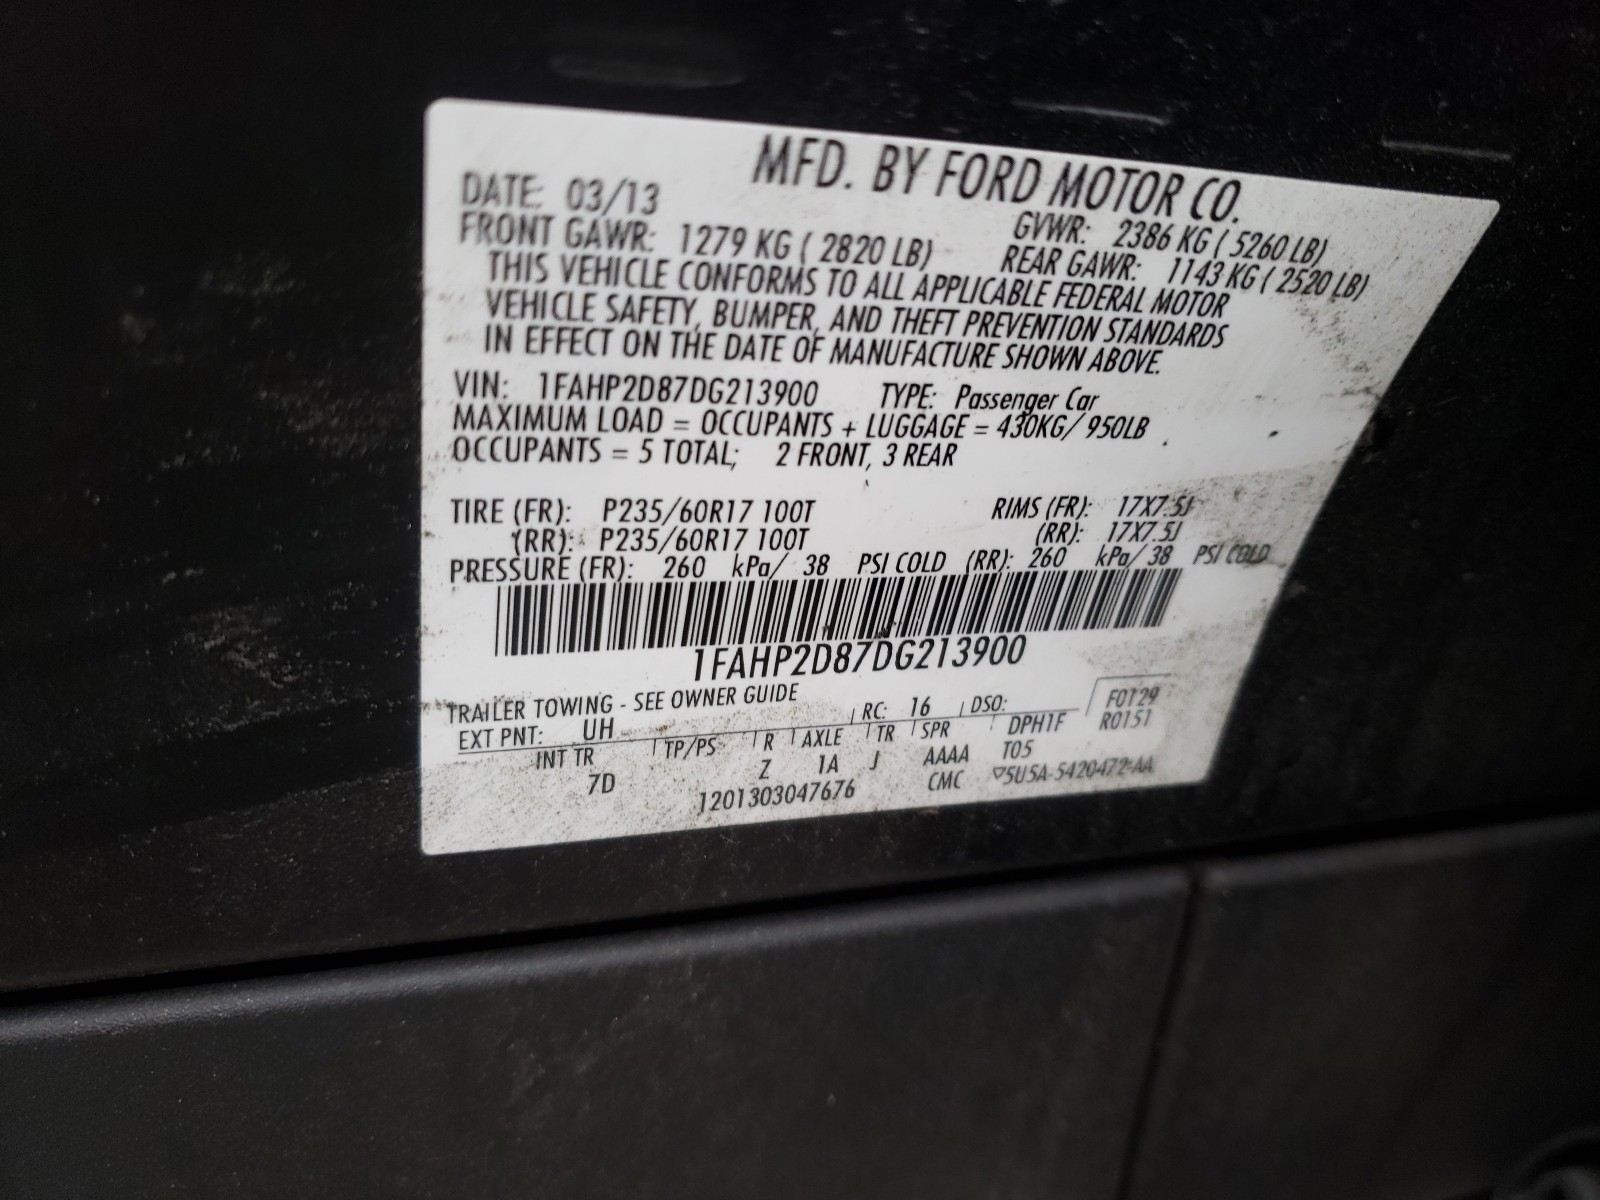 MFD. BY FORD MOTOR CO.
DATE: 03/13 GVWR: 2386 KG ( 5260 LB)
FRONT GAWR: 1279 KG ( 2820 LB) REAR GAWR: 1143 KG ( 2520 LB)
THIS VEHICLE CONFORMS TO ALL APPLICABLE FEDERAL MOTOR
VEHICLE SAFETY, BUMPER, AND THEFT PREVENTION STANDARDS
IN EFFECT ON THE DATE OF MANUFACTURE SHOWN ABOVE.
VIN: 1FAHP2D87DG213900 TYPE: Passenger Car
MAXIMUM LOAD = OCCUPANTS + LUGGAGE = 430KG/ 950LB
OCCUPANTS = 5 TOTAL; 2 FRONT, 3 REAR
TIRE (FR): P235/60R17 100T RIMS (FR): 17X7.5J
(RR): P235/60R17 100T (RR): 17X7.5J
PRESSURE (FR): 260 kPa/ 38 PSI COLD (RR): 260 kPa/ 38 PSI COLD
1FAHP2D87DG213900
TRAILER TOWING - SEE OWNER GUIDE F0T29
EXT PNT: UH RC: 16 DSO: R0151
INT TR TP/PS R AXLE TR SPR DPH1F
7D Z 1A J AAAA T05
1201303047676 CMC 5U5A-5420472-AA